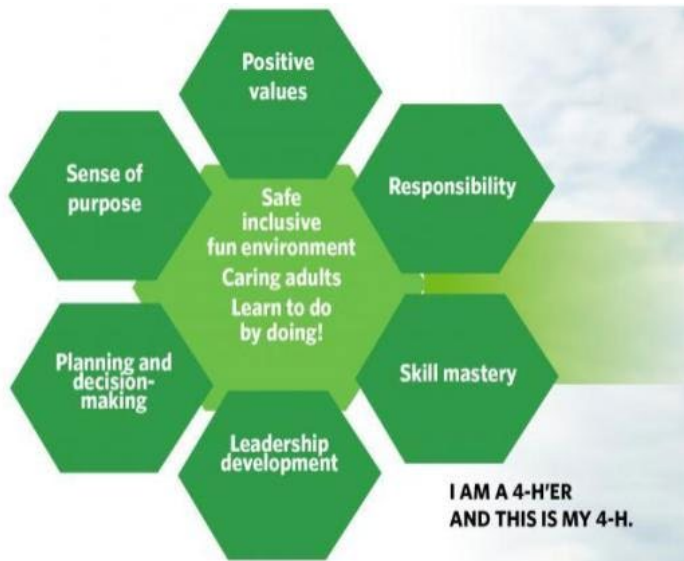 Positive
values
Sense of
purpose
Responsibility
Safe
inclusive
fun environment
Caring adults
Learn to do
by doing!
Planning and
decision-
making
Skill mastery
Leadership
development
I AM A 4-H'ER
AND THIS IS MY 4-H.